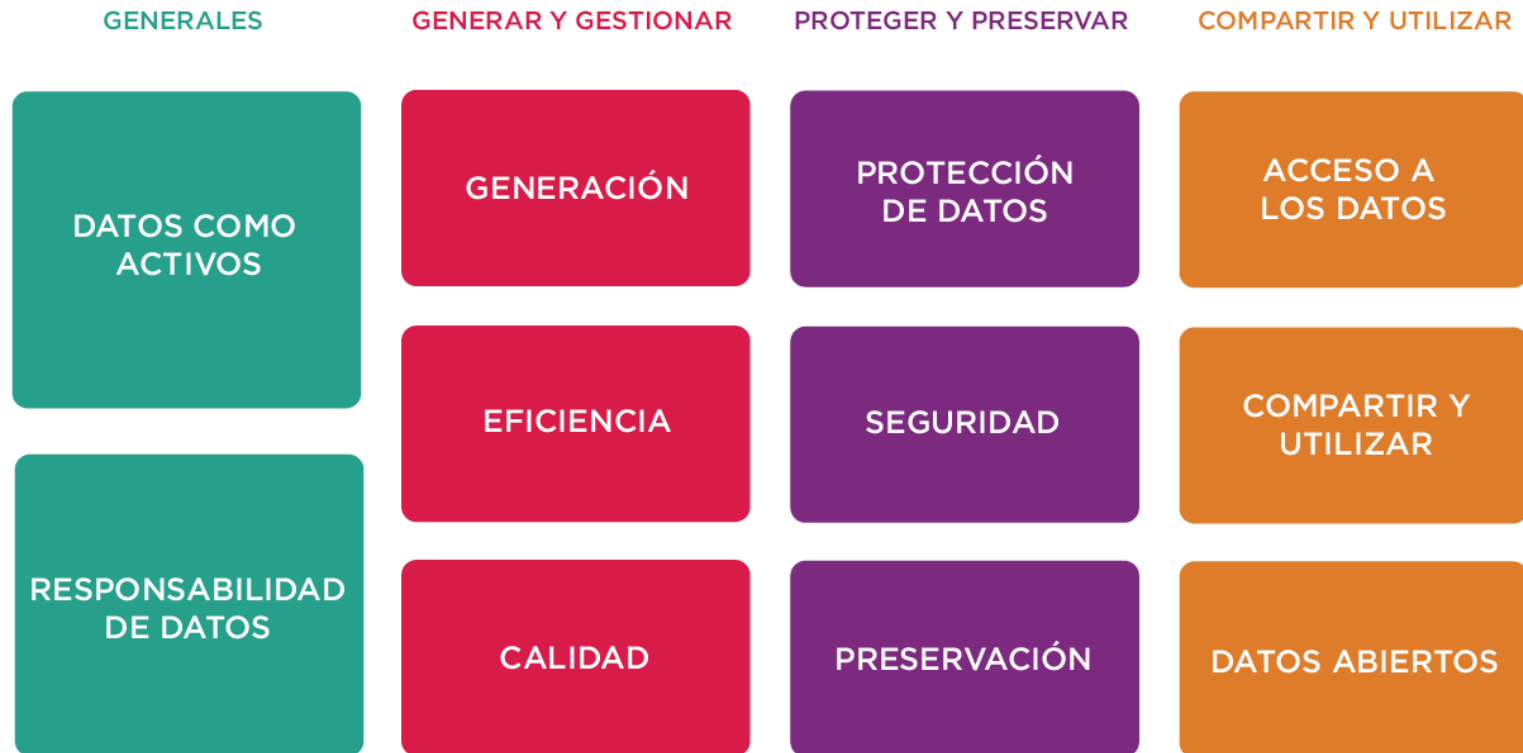 GENERALES
GENERAR Y GESTIONAR
PROTEGER Y PRESERVAR
COMPARTIR Y UTILIZAR
DATOS COMO
ACTIVOS
RESPONSABILIDAD
DE DATOS
GENERACIÓN
EFICIENCIA
CALIDAD
PROTECCIÓN
DE DATOS
SEGURIDAD
PRESERVACIÓN
ACCESO A
LOS DATOS
COMPARTIR Y
UTILIZAR
DATOS ABIERTOS